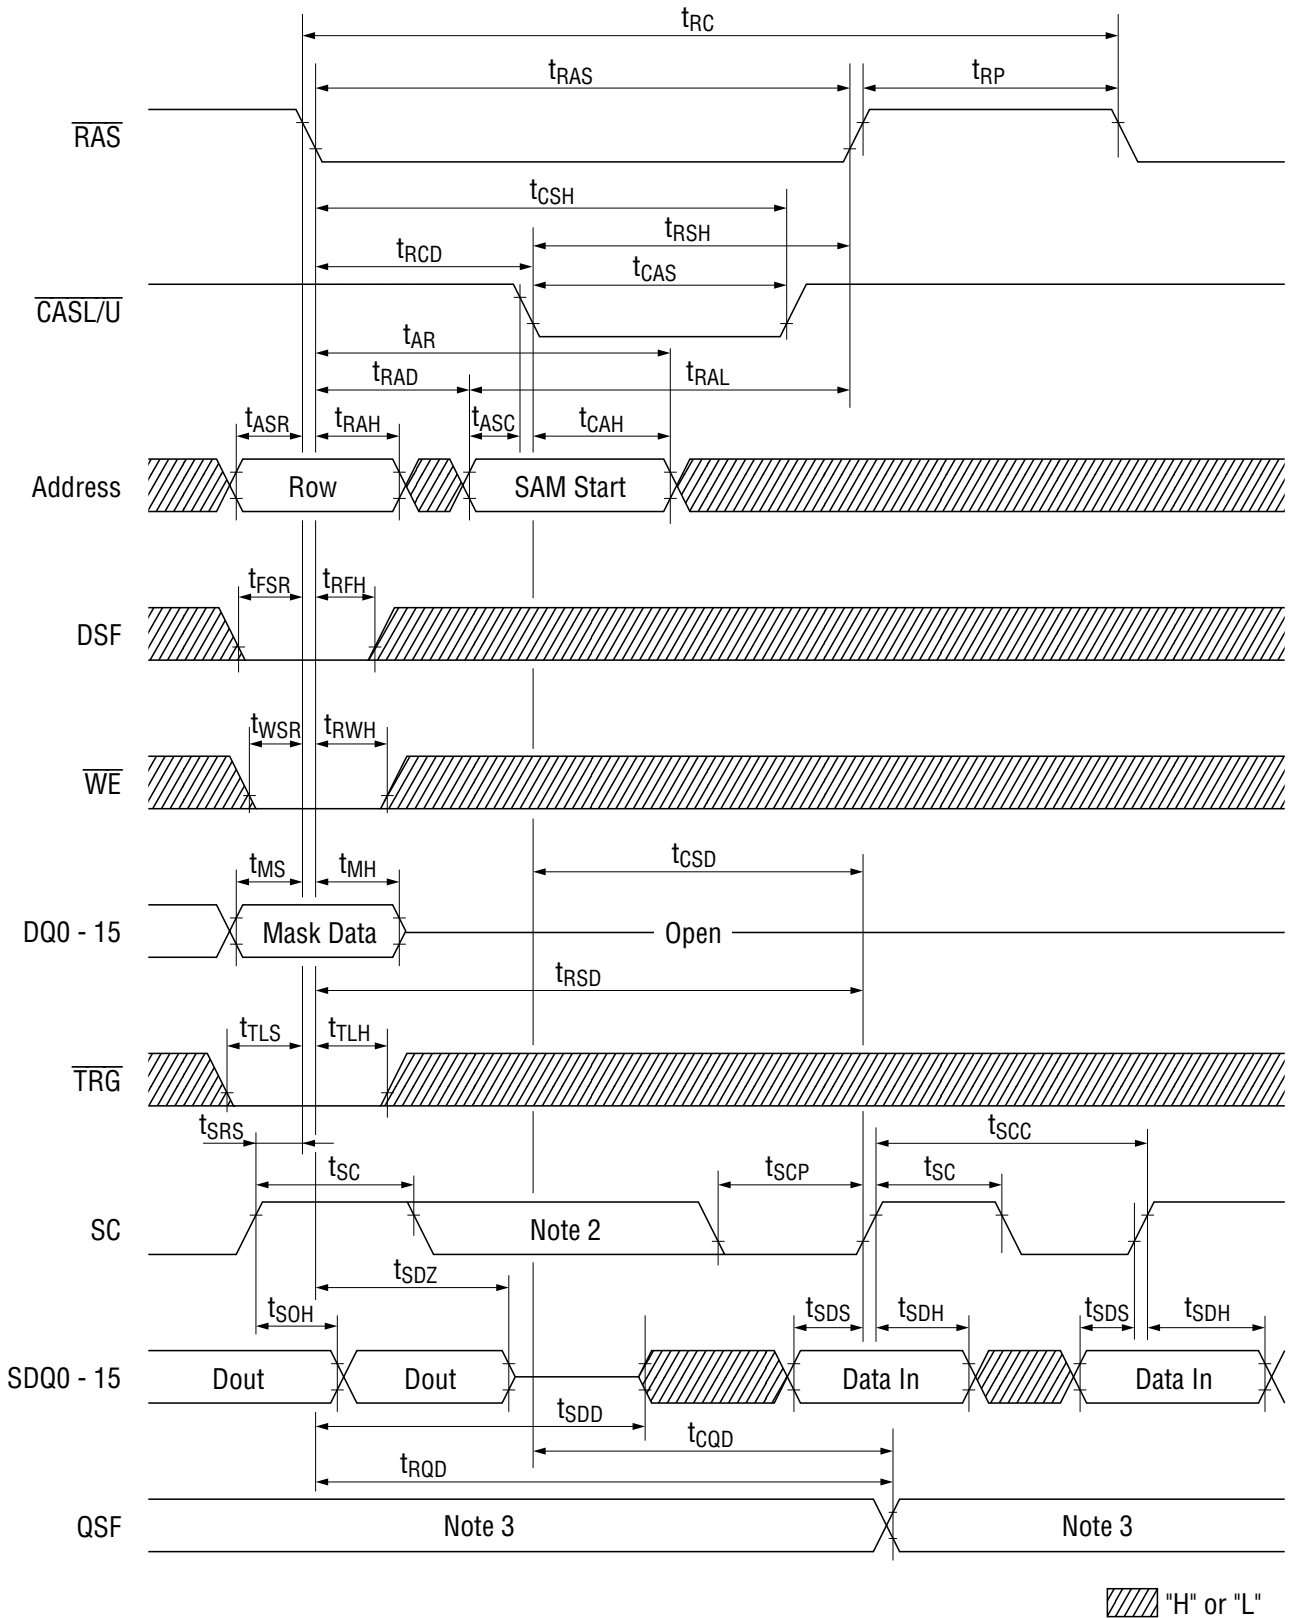 tRC
tRAS tRP
RAS
tCSH
tRSH
tRCD tCAS
CASL/U
tAR
tRAD tRAL
tASR tRAH tASC tCAH
Address Row SAM Start
tFSR tRFH
DSF
tWSR tRWH
WE
tCSD
tMS tMH
DQ0 - 15 Mask Data Open
tRSD
tTLS tTLH
TRG
tSRS tSCC
tSC tSCP tSC
SC Note 2
tSDZ
tSOH tSDS tSDH tSDS tSDH
SDQ0 - 15 Dout Dout Data In Data In
tSDD
tCQD
tRQD
QSF Note 3 Note 3
"H" or "L"